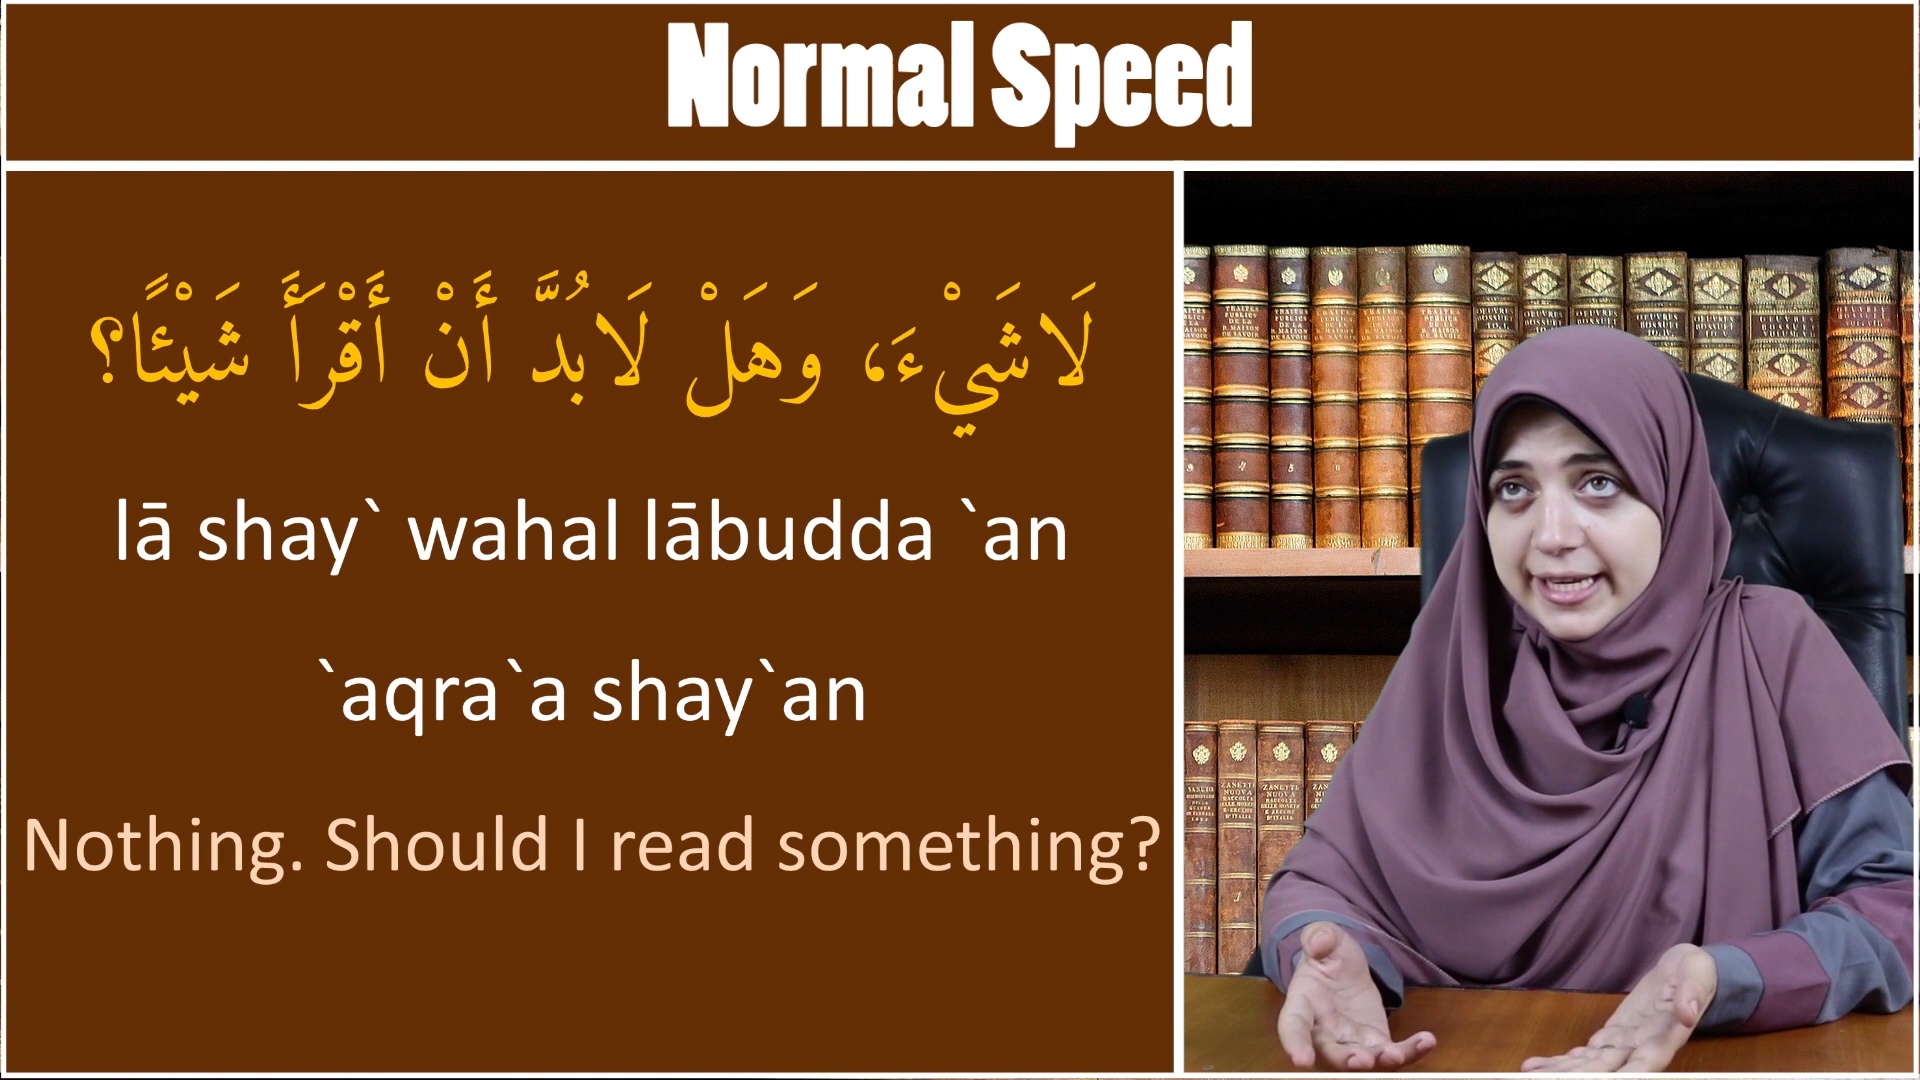 Normal Speed
لَاشَيْءَ، وَهَلْ لَابُدَّ أَنْ أَقْرَأَ شَيْئًا؟
lā shay` wahal lābudda `an
`aqra`a shay`an
Nothing. Should I read something?